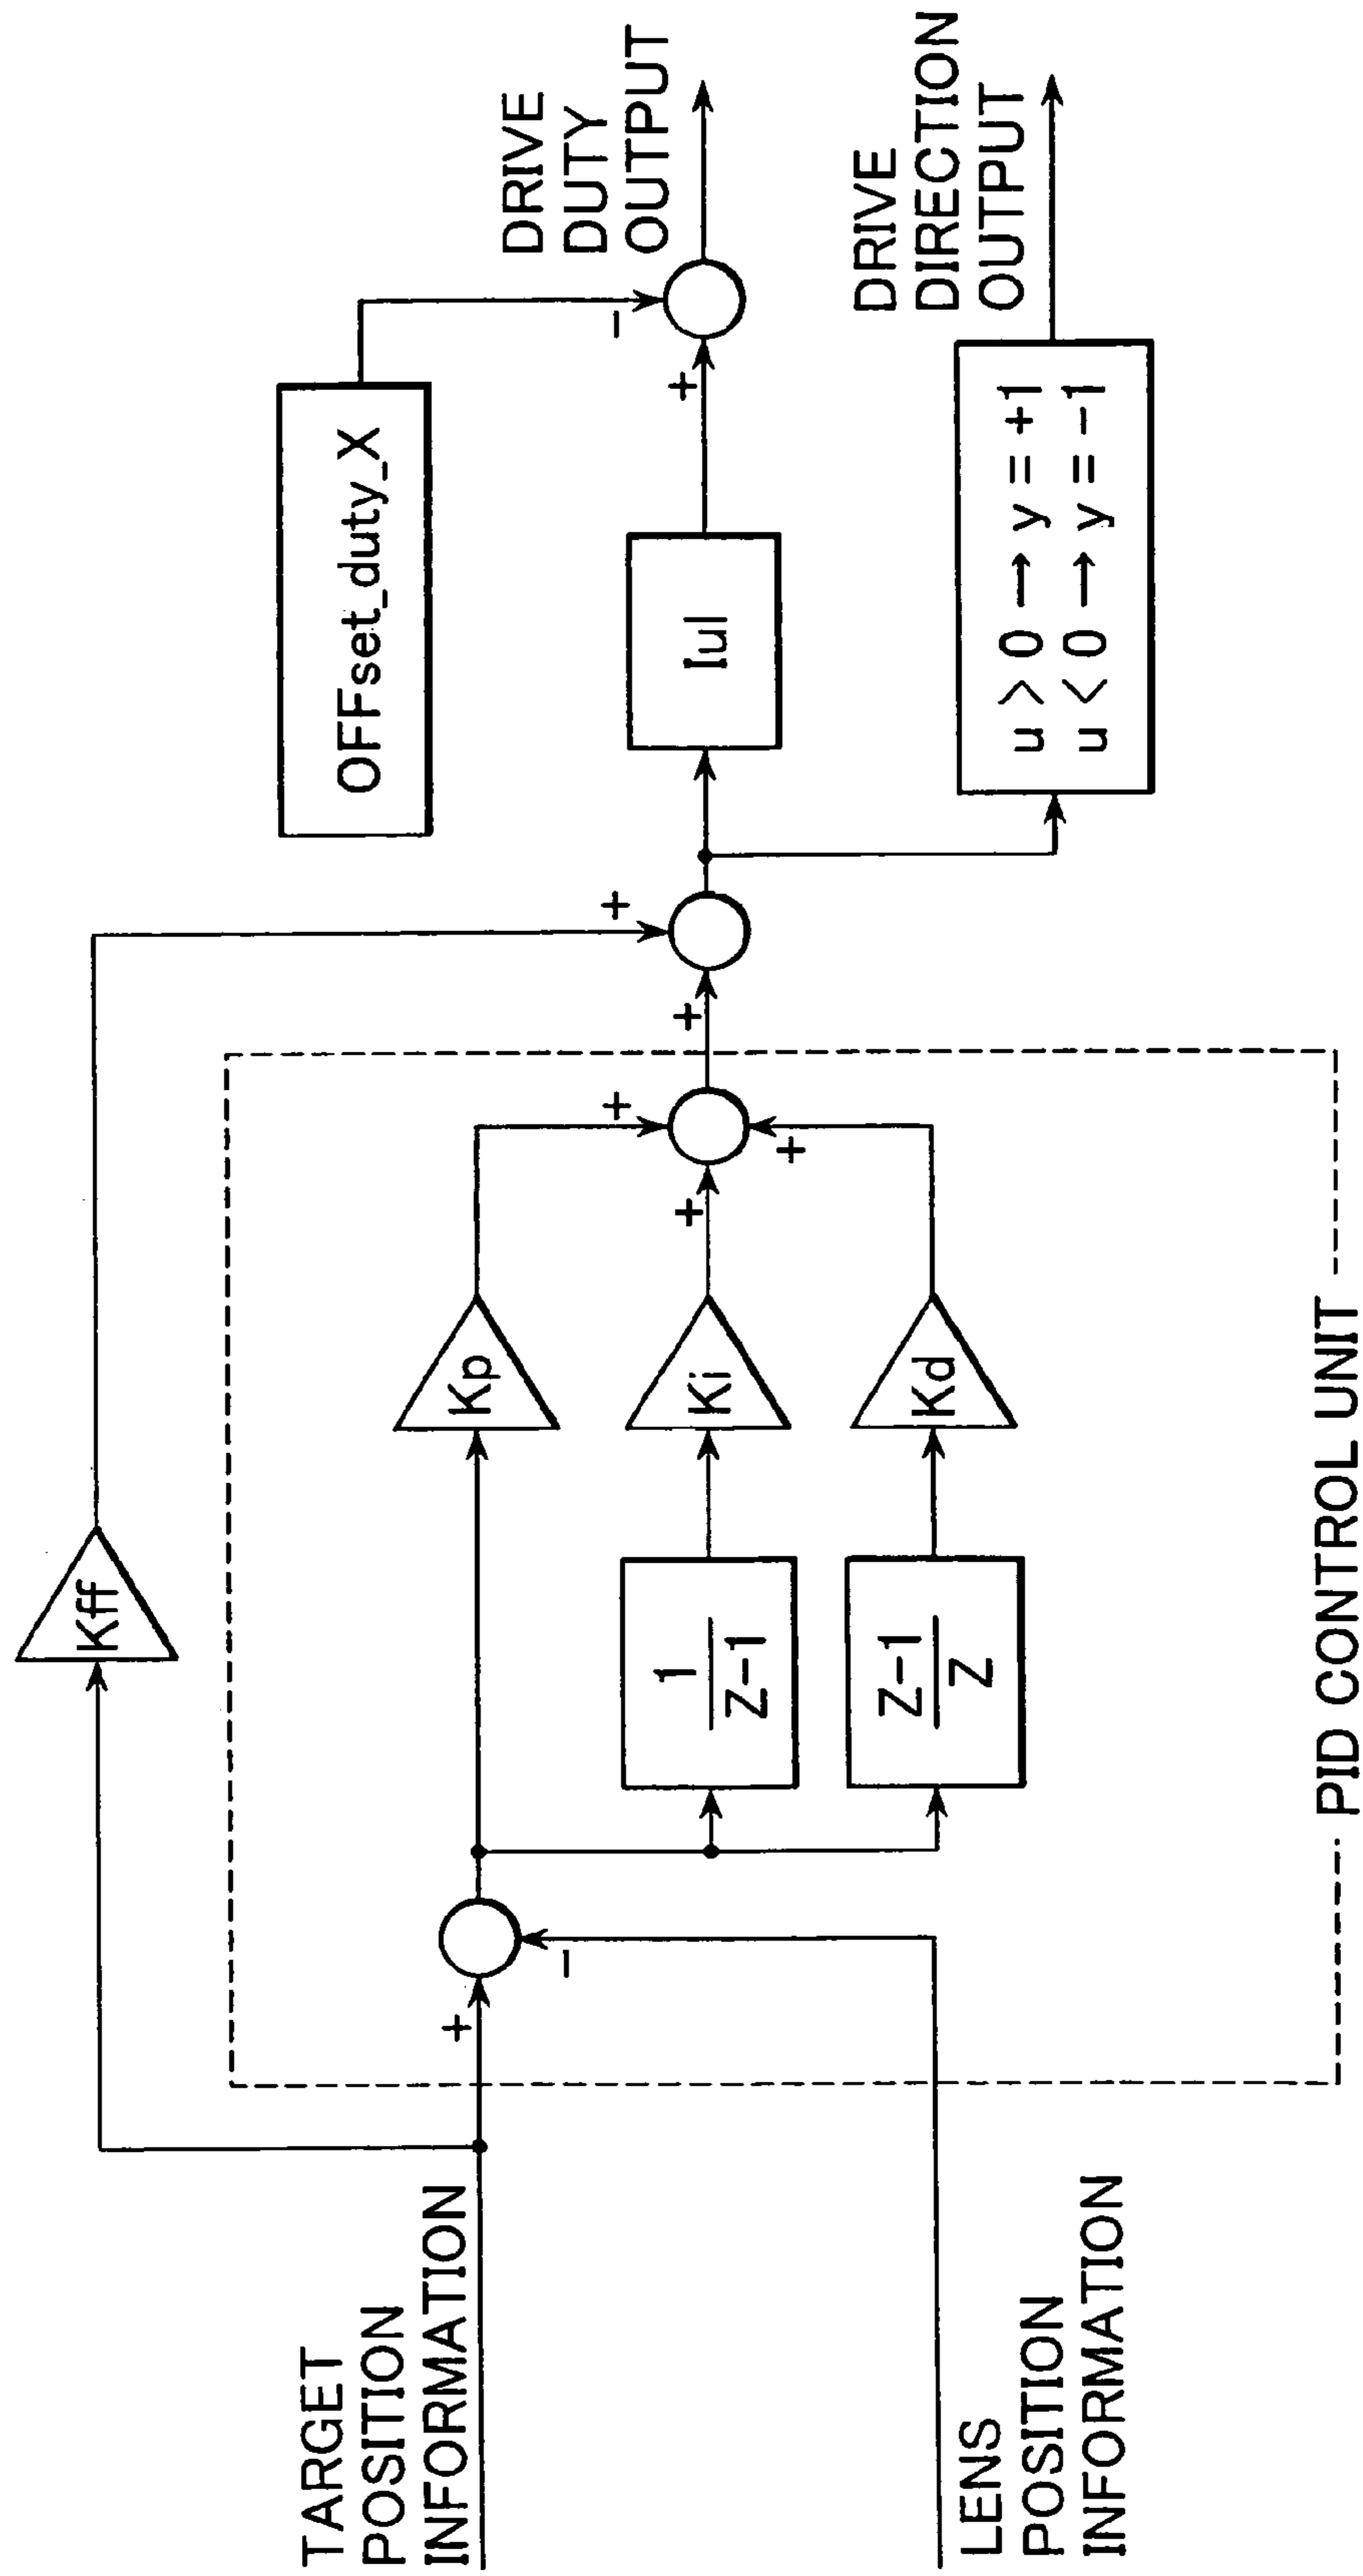 TARGET
POSITION
INFORMATION
LENS
POSITION
INFORMATION
+
−
Kff
1
Z−1
Z−1
Z
Kp
Ki
Kd
+
+
+
PID CONTROL UNIT
+
+
OFFset_duty_X
|u|
u > 0 → y = +1
u < 0 → y = −1
+
−
DRIVE
DUTY
OUTPUT
DRIVE
DIRECTION
OUTPUT